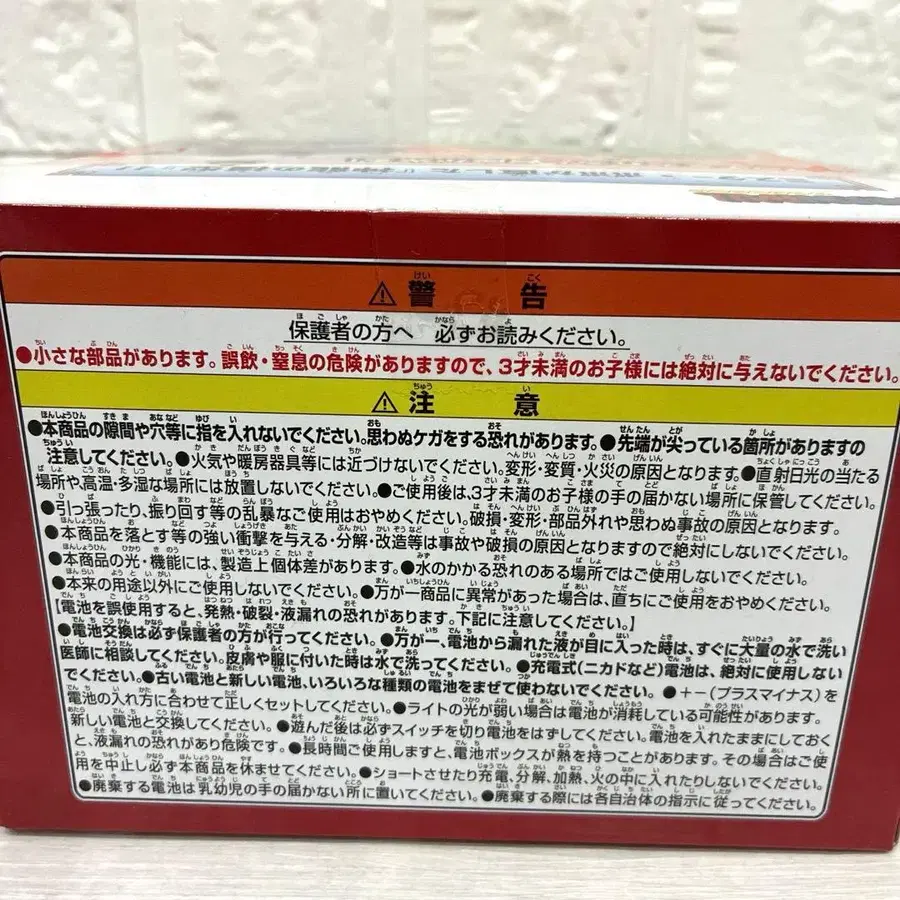 警告
保護者の方へ 必ずお読みください。
●小さな部品があります。誤飲・窒息の危険がありますので、3才未満のお子様には絶対に与えないでください。
注意
●本商品の隙間や穴等に指を入れないでください。思わぬケガをする恐れがあります。●先端が尖っている箇所がありますの
注意してください。●火気や暖房器具等には近づけないでください。変形・変質・火災の原因となります。●直射日光の当たる
場所や、高温・多湿な場所には放置しないでください。●ご使用後は、3才未満のお子様の手の届かない場所に保管してください。
●引っ張ったり、振り回す等の乱暴なご使用はおやめください。破損・変形・部品外れや思わぬ事故の原因となります。
●本商品を落とす等の強い衝撃を与える・分解・改造等は事故や破損の原因となりますので絶対にしないでください。
●本商品の光・機能には、製造上個体差があります。●水のかかる恐れのある場所ではご使用しないでください。
●本来の用途以外にご使用しないでください。●万が一商品に異常があった場合は、直ちにご使用をおやめください。
【電池を誤使用すると、発熱・破裂・液漏れの恐れがあります。下記に注意してください。】
●電池交換は必ず保護者の方が行ってください。●万が一、電池から漏れた液が目に入った時は、すぐに大量の水で洗い
医師に相談してください。皮膚や服に付いた時は水で洗ってください。●充電式(ニカドなど)電池は、絶対に使用しない
でください。●古い電池と新しい電池、いろいろな種類の電池をまぜて使わないでください。●+−(プラスマイナス)を
電池の入れ方に合わせて正しくセットしてください。●ライトの光が弱い場合は電池が消耗している可能性があります。
新しい電池と交換してください。●遊んだ後は必ずスイッチを切り電池をはずしてください。電池を入れたままにしておく
と、液漏れの恐れがあり危険です。●長時間ご使用しますと、電池ボックスが熱を持つことがあります。その場合はご使
用を中止し必ず本商品を休ませてください。●ショートさせたり充電、分解、加熱、火の中に入れたりしないでください。
●廃棄する電池は乳幼児の手の届かない所に置いてください。●廃棄する際には各自治体の指示に従ってください。